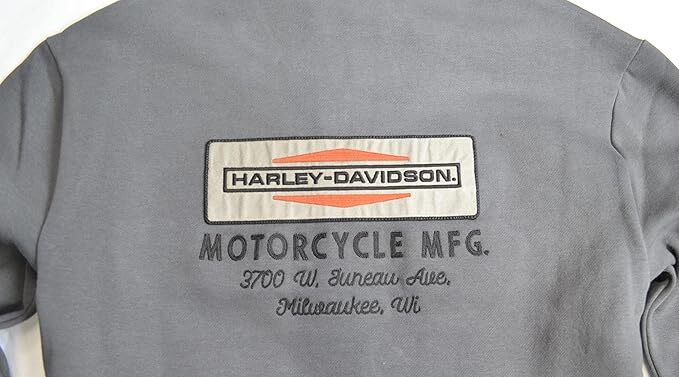 HARLEY-DAVIDSON.
MOTORCYCLE MFG.
3700 W. Juneau Ave.
Milwaukee, Wi